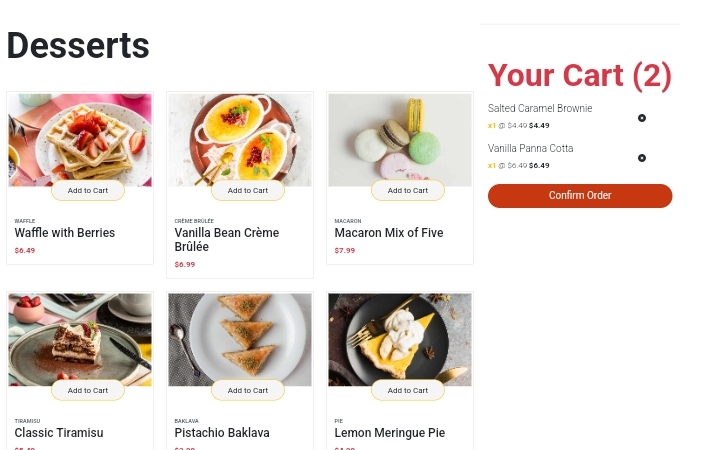 Desserts
Add to Cart
WAFFLE
Waffle with Berries
$6.49
Add to Cart
CRÈME BRÛLÉE
Vanilla Bean Crème
Brûlée
$6.99
Add to Cart
MACARON
Macaron Mix of Five
$7.99
Add to Cart
TIRAMISU
Classic Tiramisu
Add to Cart
BAKLAVA
Pistachio Baklava
Add to Cart
PIE
Lemon Meringue Pie
Your Cart (2)
Salted Caramel Brownie
x1 @ $4.49 $4.49
Vanilla Panna Cotta
x1 @ $6.49 $6.49
Confirm Order